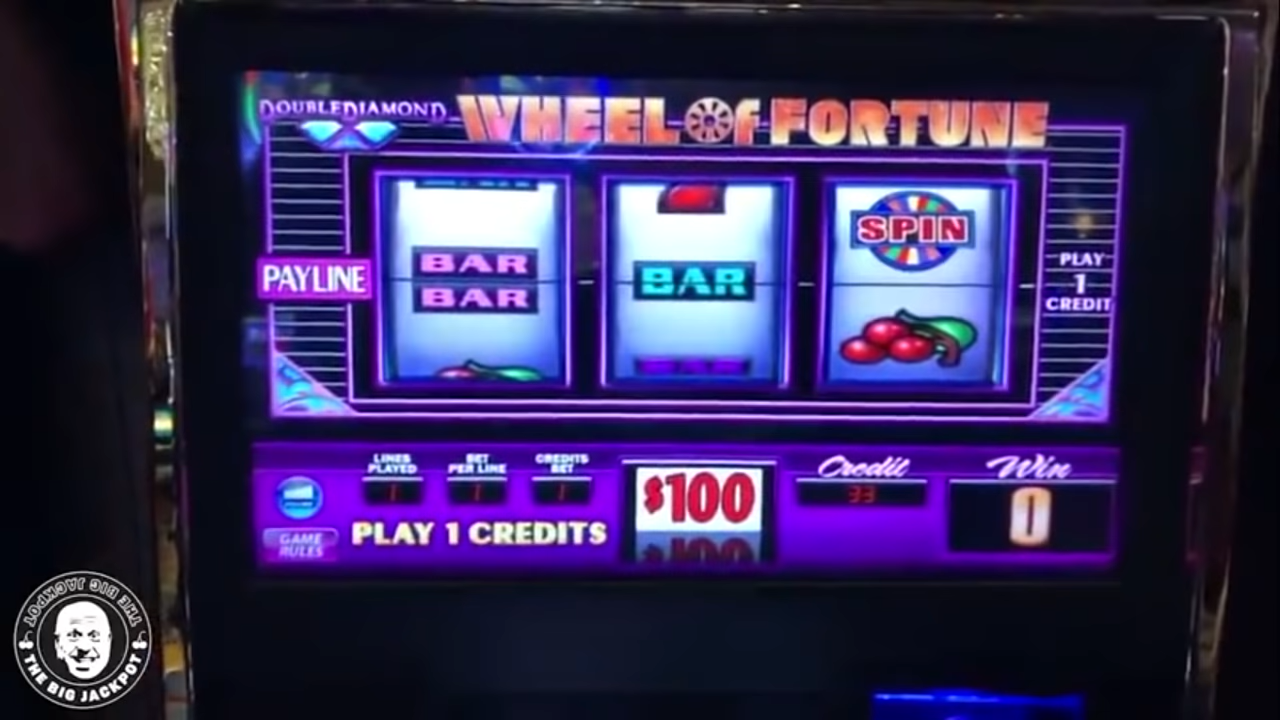 DOUBLE DIAMOND WHEEL OF FORTUNE
SPIN
BAR
BAR
BAR
PAYLINE
PLAY
1
CREDIT
LINES PLAYED
1
BET PER LINE
1
CREDITS BET
1
$100
$100
Credit
33
Win
0
GAME RULES
PLAY 1 CREDITS
THE BIG JACKPOT
THE BIG JACKPOT